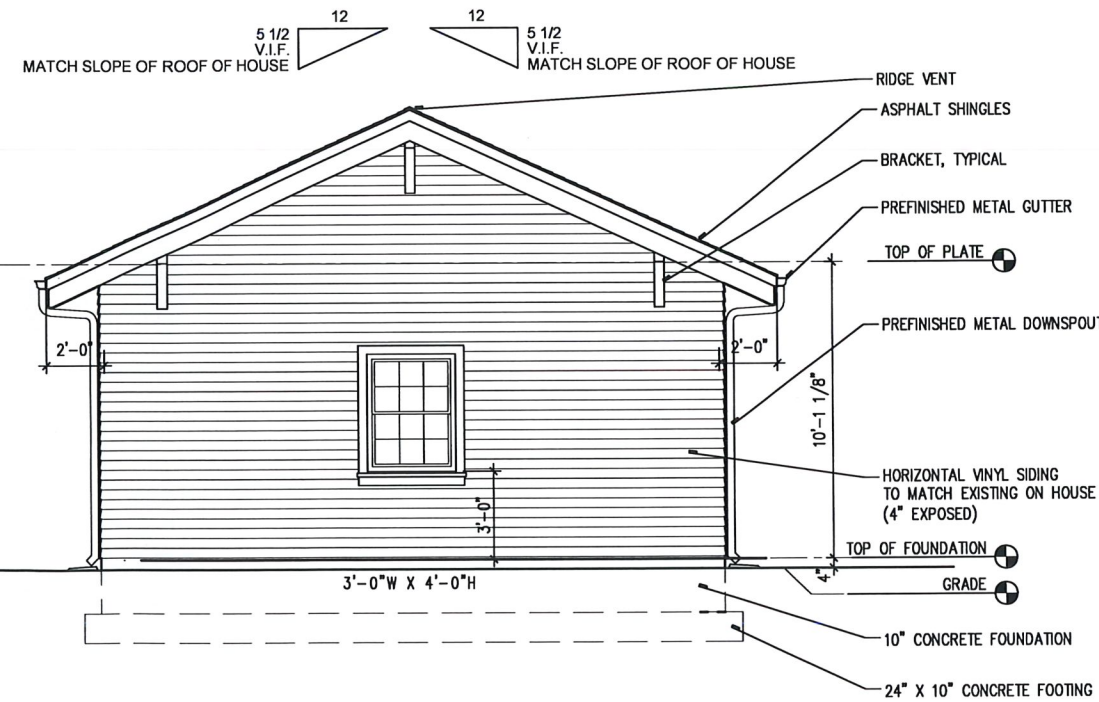 12
12
5 1/2
V.I.F.
MATCH SLOPE OF ROOF OF HOUSE
5 1/2
V.I.F.
MATCH SLOPE OF ROOF OF HOUSE
RIDGE VENT
ASPHALT SHINGLES
BRACKET, TYPICAL
PREFINISHED METAL GUTTER
TOP OF PLATE
PREFINISHED METAL DOWNSPOUT
2'-0"
2'-0"
10'-1 1/8"
HORIZONTAL VINYL SIDING
TO MATCH EXISTING ON HOUSE
(4" EXPOSED)
3'-0"
TOP OF FOUNDATION
4"
3'-0"W X 4'-0"H
GRADE
10" CONCRETE FOUNDATION
24" X 10" CONCRETE FOOTING